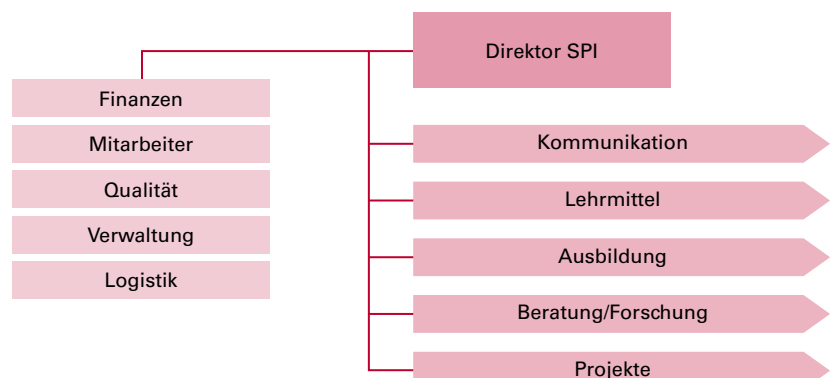 Direktor SPI
Finanzen
Mitarbeiter
Qualität
Verwaltung
Logistik
Kommunikation
Lehrmittel
Ausbildung
Beratung/Forschung
Projekte